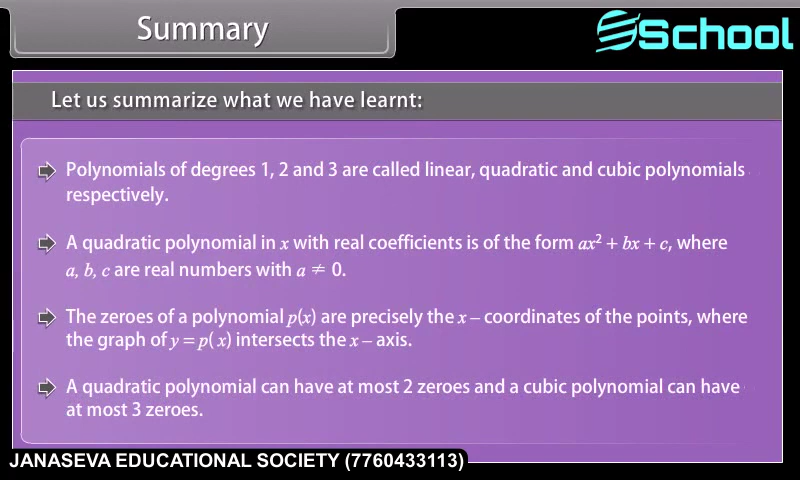 Summary
School
Let us summarize what we have learnt:
Polynomials of degrees 1, 2 and 3 are called linear, quadratic and cubic polynomials
respectively.
A quadratic polynomial in x with real coefficients is of the form ax² + bx + c, where
a, b, c are real numbers with a ≠ 0.
The zeroes of a polynomial p(x) are precisely the x – coordinates of the points, where
the graph of y = p( x) intersects the x – axis.
A quadratic polynomial can have at most 2 zeroes and a cubic polynomial can have
at most 3 zeroes.
JANASEVA EDUCATIONAL SOCIETY (7760433113)